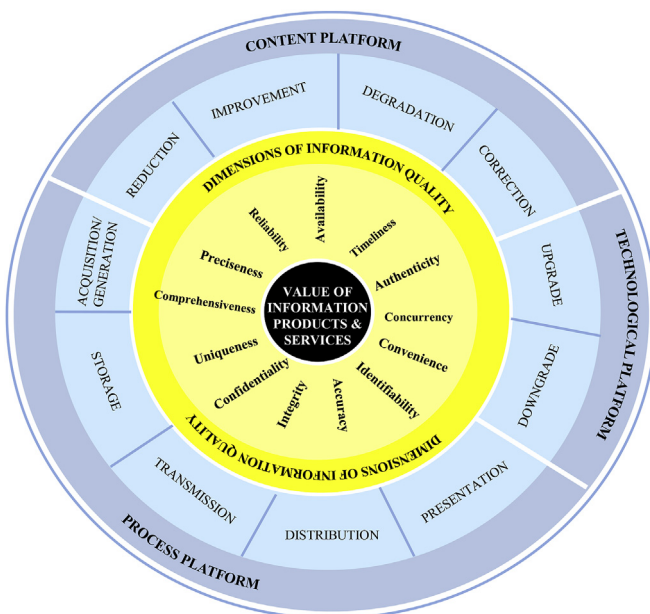 CONTENT PLATFORM
IMPROVEMENT
DEGRADATION
REDUCTION
CORRECTION
ACQUISITION/
GENERATION
UPGRADE
TECHNOLOGICAL PLATFORM
STORAGE
DOWNGRADE
TRANSMISSION
DISTRIBUTION
PRESENTATION
PROCESS PLATFORM
DIMENSIONS OF INFORMATION QUALITY
Availability
Reliability
Timeliness
Preciseness
Authenticity
Comprehensiveness
Concurrency
Uniqueness
Convenience
Confidentiality
Identifiability
Integrity
Accuracy
VALUE OF
INFORMATION
PRODUCTS &
SERVICES
DIMENSIONS OF INFORMATION QUALITY